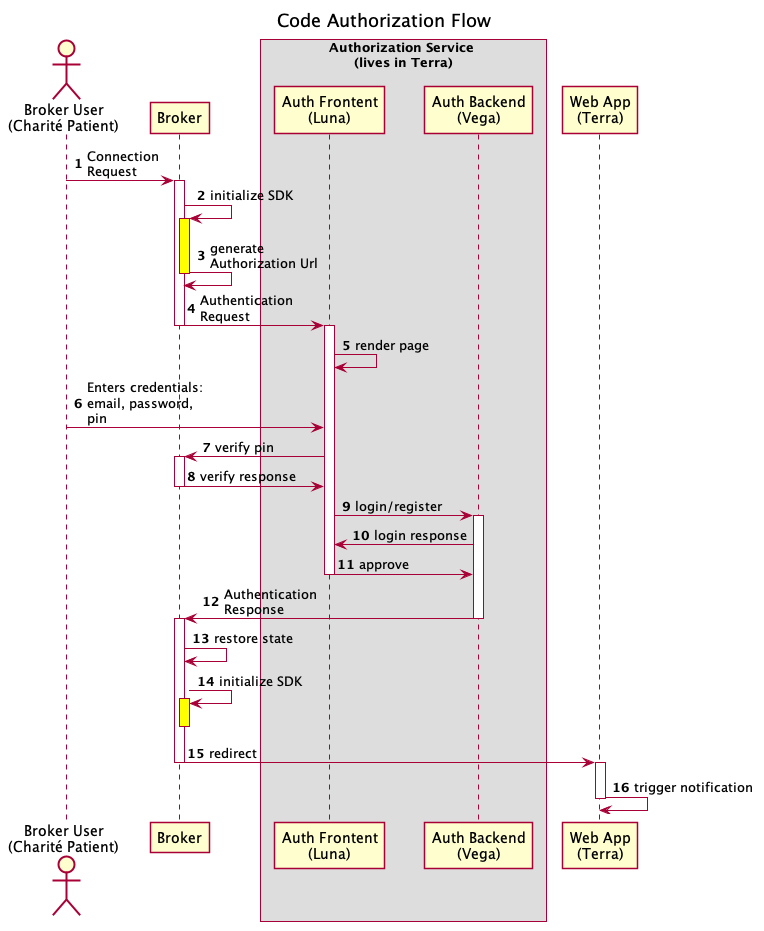 Code Authorization Flow
Authorization Service
(lives in Terra)
Broker User
(Charité Patient)
Broker
Auth Frontent
(Luna)
Auth Backend
(Vega)
Web App
(Terra)
1 Connection
Request
2 initialize SDK
3 generate
Authorization Url
4 Authentication
Request
5 render page
Enters credentials:
6 email, password,
pin
7 verify pin
8 verify response
9 login/register
10 login response
11 approve
12 Authentication
Response
13 restore state
14 initialize SDK
15 redirect
16 trigger notification
Broker User
(Charité Patient)
Broker
Auth Frontent
(Luna)
Auth Backend
(Vega)
Web App
(Terra)